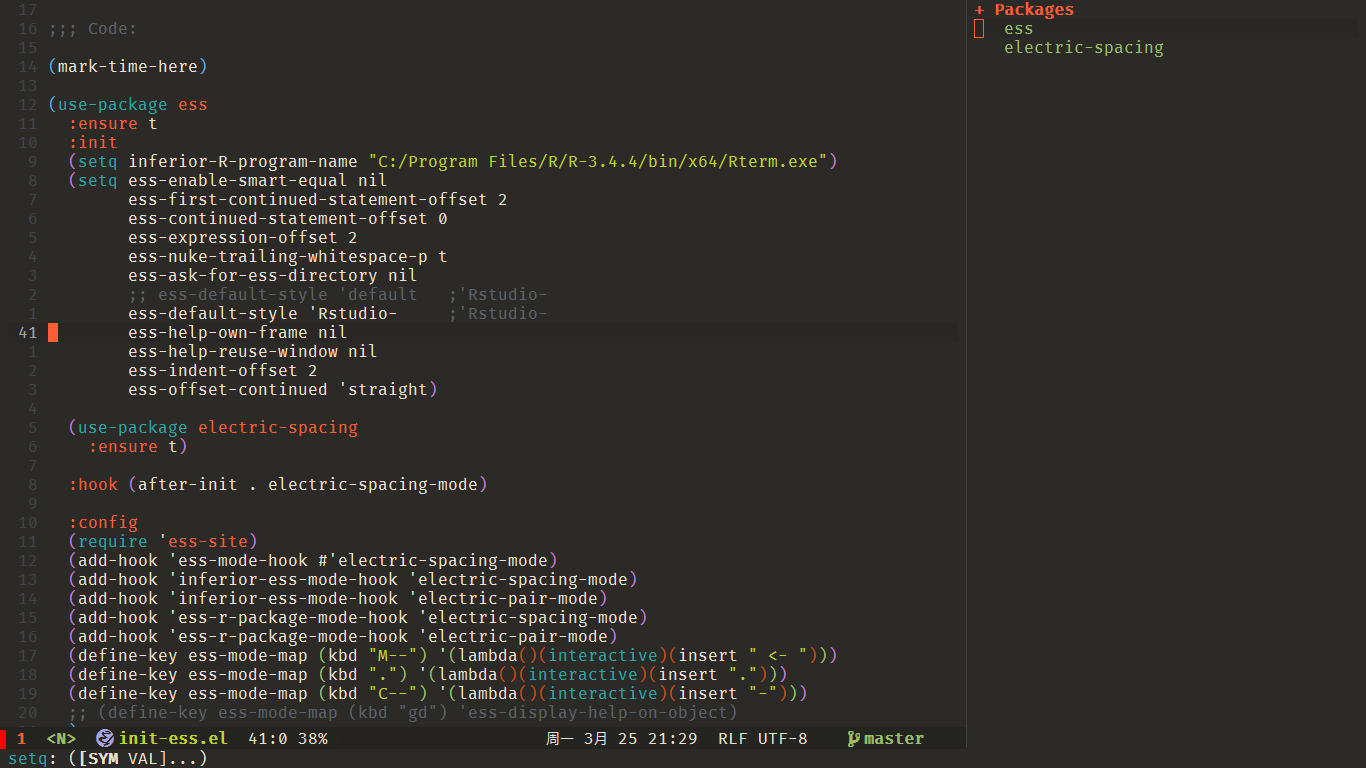 17
16 ;;; Code:
15
14 (mark-time-here)
13
12 (use-package ess
11   :ensure t
10   :init
9   (setq inferior-R-program-name "C:/Program Files/R/R-3.4.4/bin/x64/Rterm.exe")
8   (setq ess-enable-smart-equal nil
7         ess-first-continued-statement-offset 2
6         ess-continued-statement-offset 0
5         ess-expression-offset 2
4         ess-nuke-trailing-whitespace-p t
3         ess-ask-for-ess-directory nil
2         ;; ess-default-style 'default   ;'Rstudio-
1         ess-default-style 'Rstudio-     ;'Rstudio-
41         ess-help-own-frame nil
1         ess-help-reuse-window nil
2         ess-indent-offset 2
3         ess-offset-continued 'straight)
4
5   (use-package electric-spacing
6     :ensure t)
7
8   :hook (after-init . electric-spacing-mode)
9
10   :config
11   (require 'ess-site)
12   (add-hook 'ess-mode-hook #'electric-spacing-mode)
13   (add-hook 'inferior-ess-mode-hook 'electric-spacing-mode)
14   (add-hook 'inferior-ess-mode-hook 'electric-pair-mode)
15   (add-hook 'ess-r-package-mode-hook 'electric-spacing-mode)
16   (add-hook 'ess-r-package-mode-hook 'electric-pair-mode)
17   (define-key ess-mode-map (kbd "M--") '(lambda()(interactive)(insert " <- ")))
18   (define-key ess-mode-map (kbd ".") '(lambda()(interactive)(insert ".")))
19   (define-key ess-mode-map (kbd "C--") '(lambda()(interactive)(insert "-")))
20   ;; (define-key ess-mode-map (kbd "gd") 'ess-display-help-on-object)
1 <N> init-ess.el 41:0 38% 周一 3月 25 21:29 RLF UTF-8 master
setq: ([SYM VAL]...)
+ Packages
ess
electric-spacing